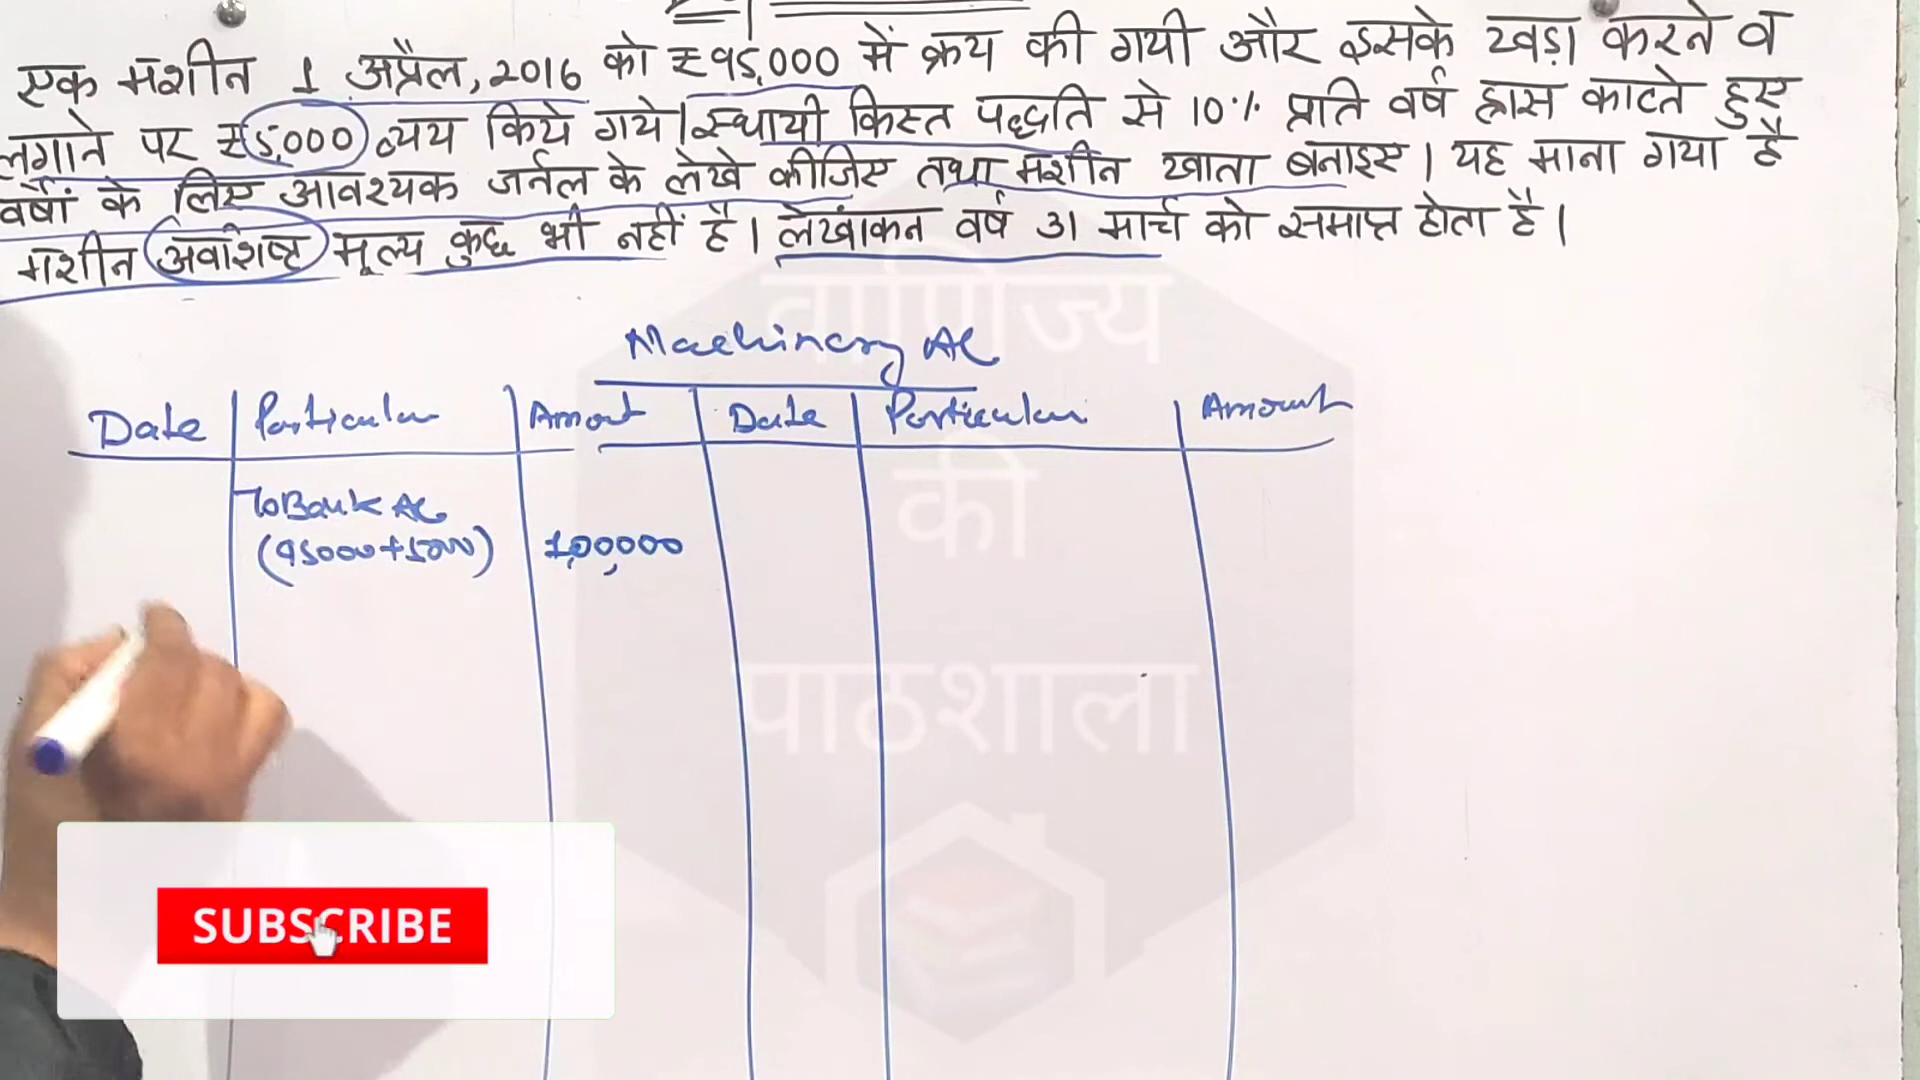 एक मशीन 1 अप्रैल, 2016 को ₹95,000 में क्रय की गयी और इसके खड़ा करने व
लगाने पर ₹5,000 व्यय किये गये। स्थायी किस्त पद्धति से 10% प्रति वर्ष ह्रास काटते हुए
वर्षों के लिए आवश्यक जर्नल के लेखे कीजिए तथा मशीन खाता बनाइए। यह माना गया है
मशीन अवशिष्ट मूल्य कुछ भी नहीं है। लेखांकन वर्ष 31 मार्च को समाप्त होता है।
Machinery A/c
Date Particular Amount Date Particular Amount
To Bank A/c
(95000+5000) 1,00,000
वाणिज्य
की
पाठशाला
SUBSCRIBE